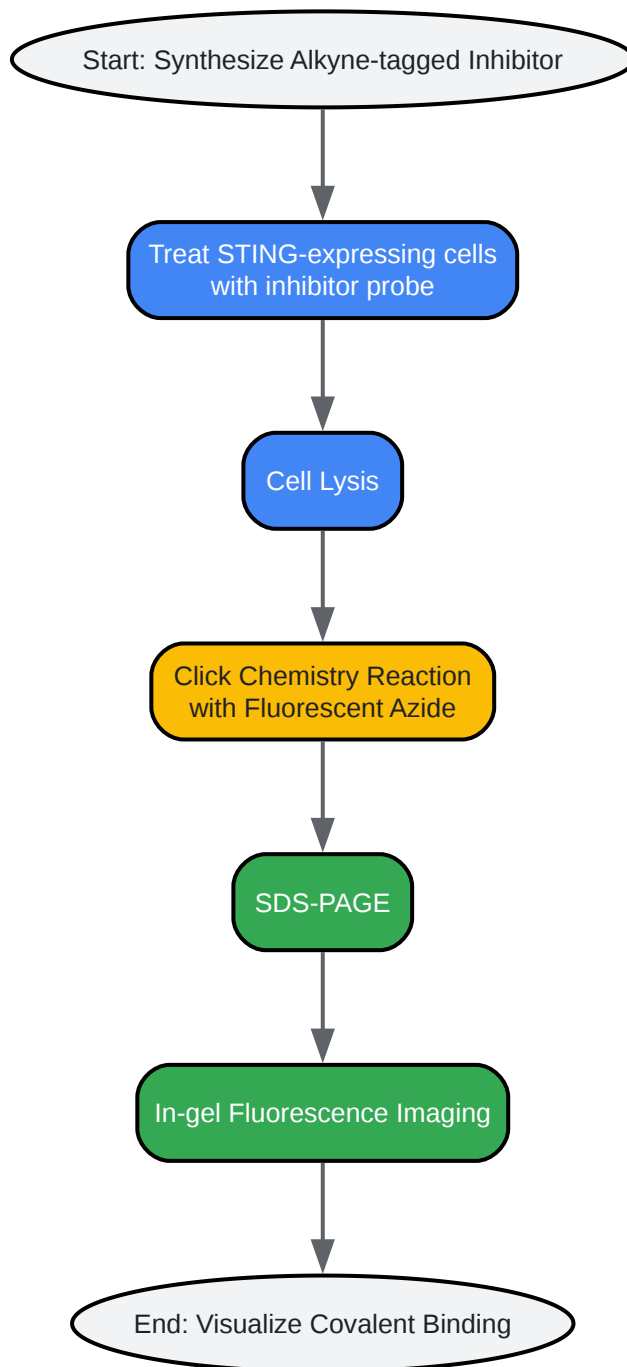 Start: Synthesize Alkyne-tagged Inhibitor
Treat STING-expressing cells
with inhibitor probe
Cell Lysis
Click Chemistry Reaction
with Fluorescent Azide
SDS-PAGE
In-gel Fluorescence Imaging
End: Visualize Covalent Binding